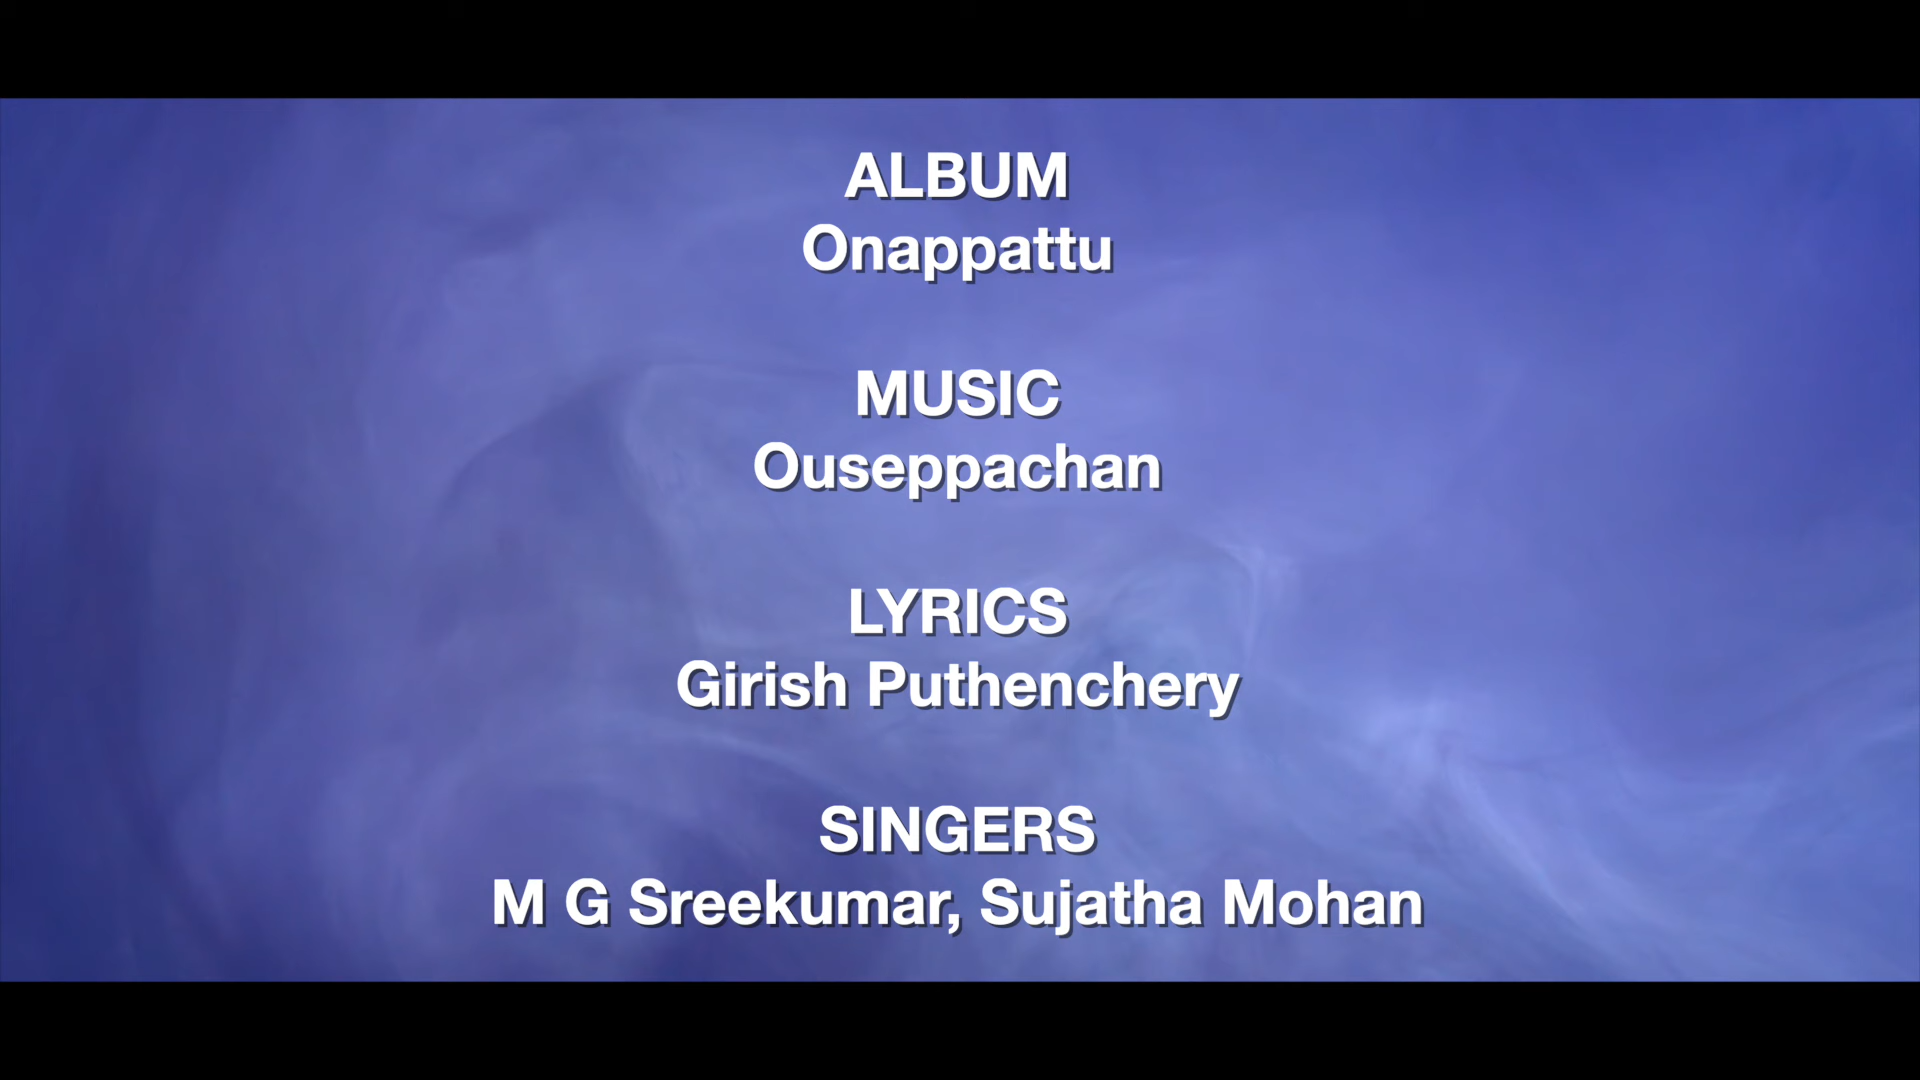 ALBUM
Onappattu
MUSIC
Ouseppachan
LYRICS
Girish Puthenchery
SINGERS
M G Sreekumar, Sujatha Mohan